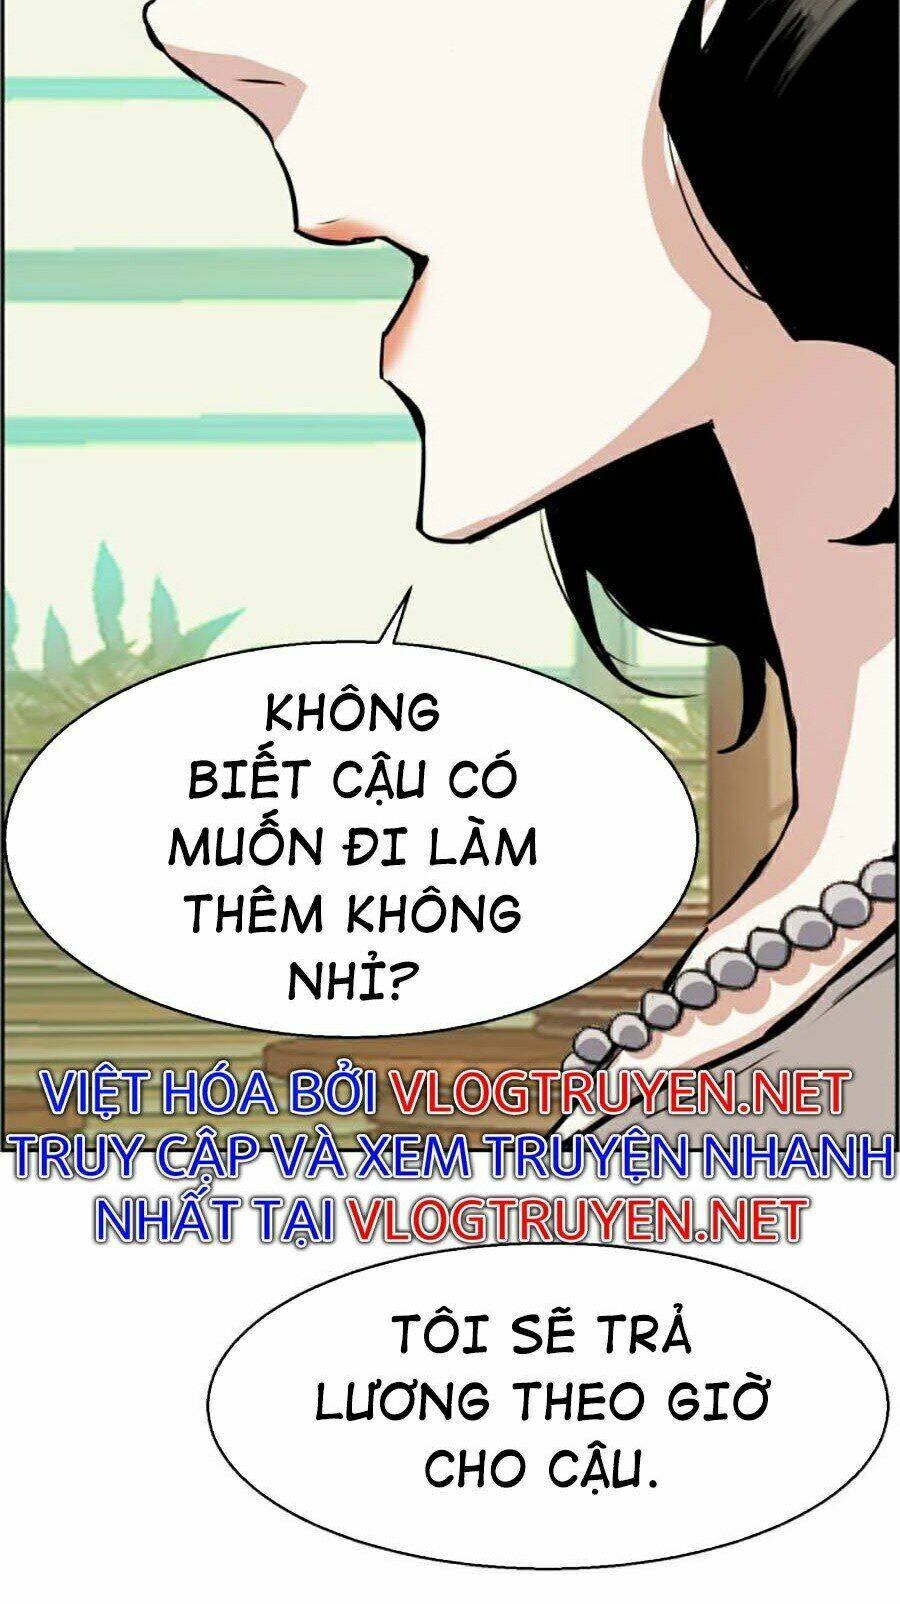 KHÔNG
BIẾT CẬU CÓ
MUỐN ĐI LÀM
THÊM KHÔNG
NHỈ?
VIỆT HÓA BỞI VLOGTRUYEN.NET
TRUY CẬP VÀ XEM TRUYỆN NHANH
NHẤT TẠI VLOGTRUYEN.NET
TÔI SẼ TRẢ
LƯƠNG THEO GIỜ
CHO CẬU.